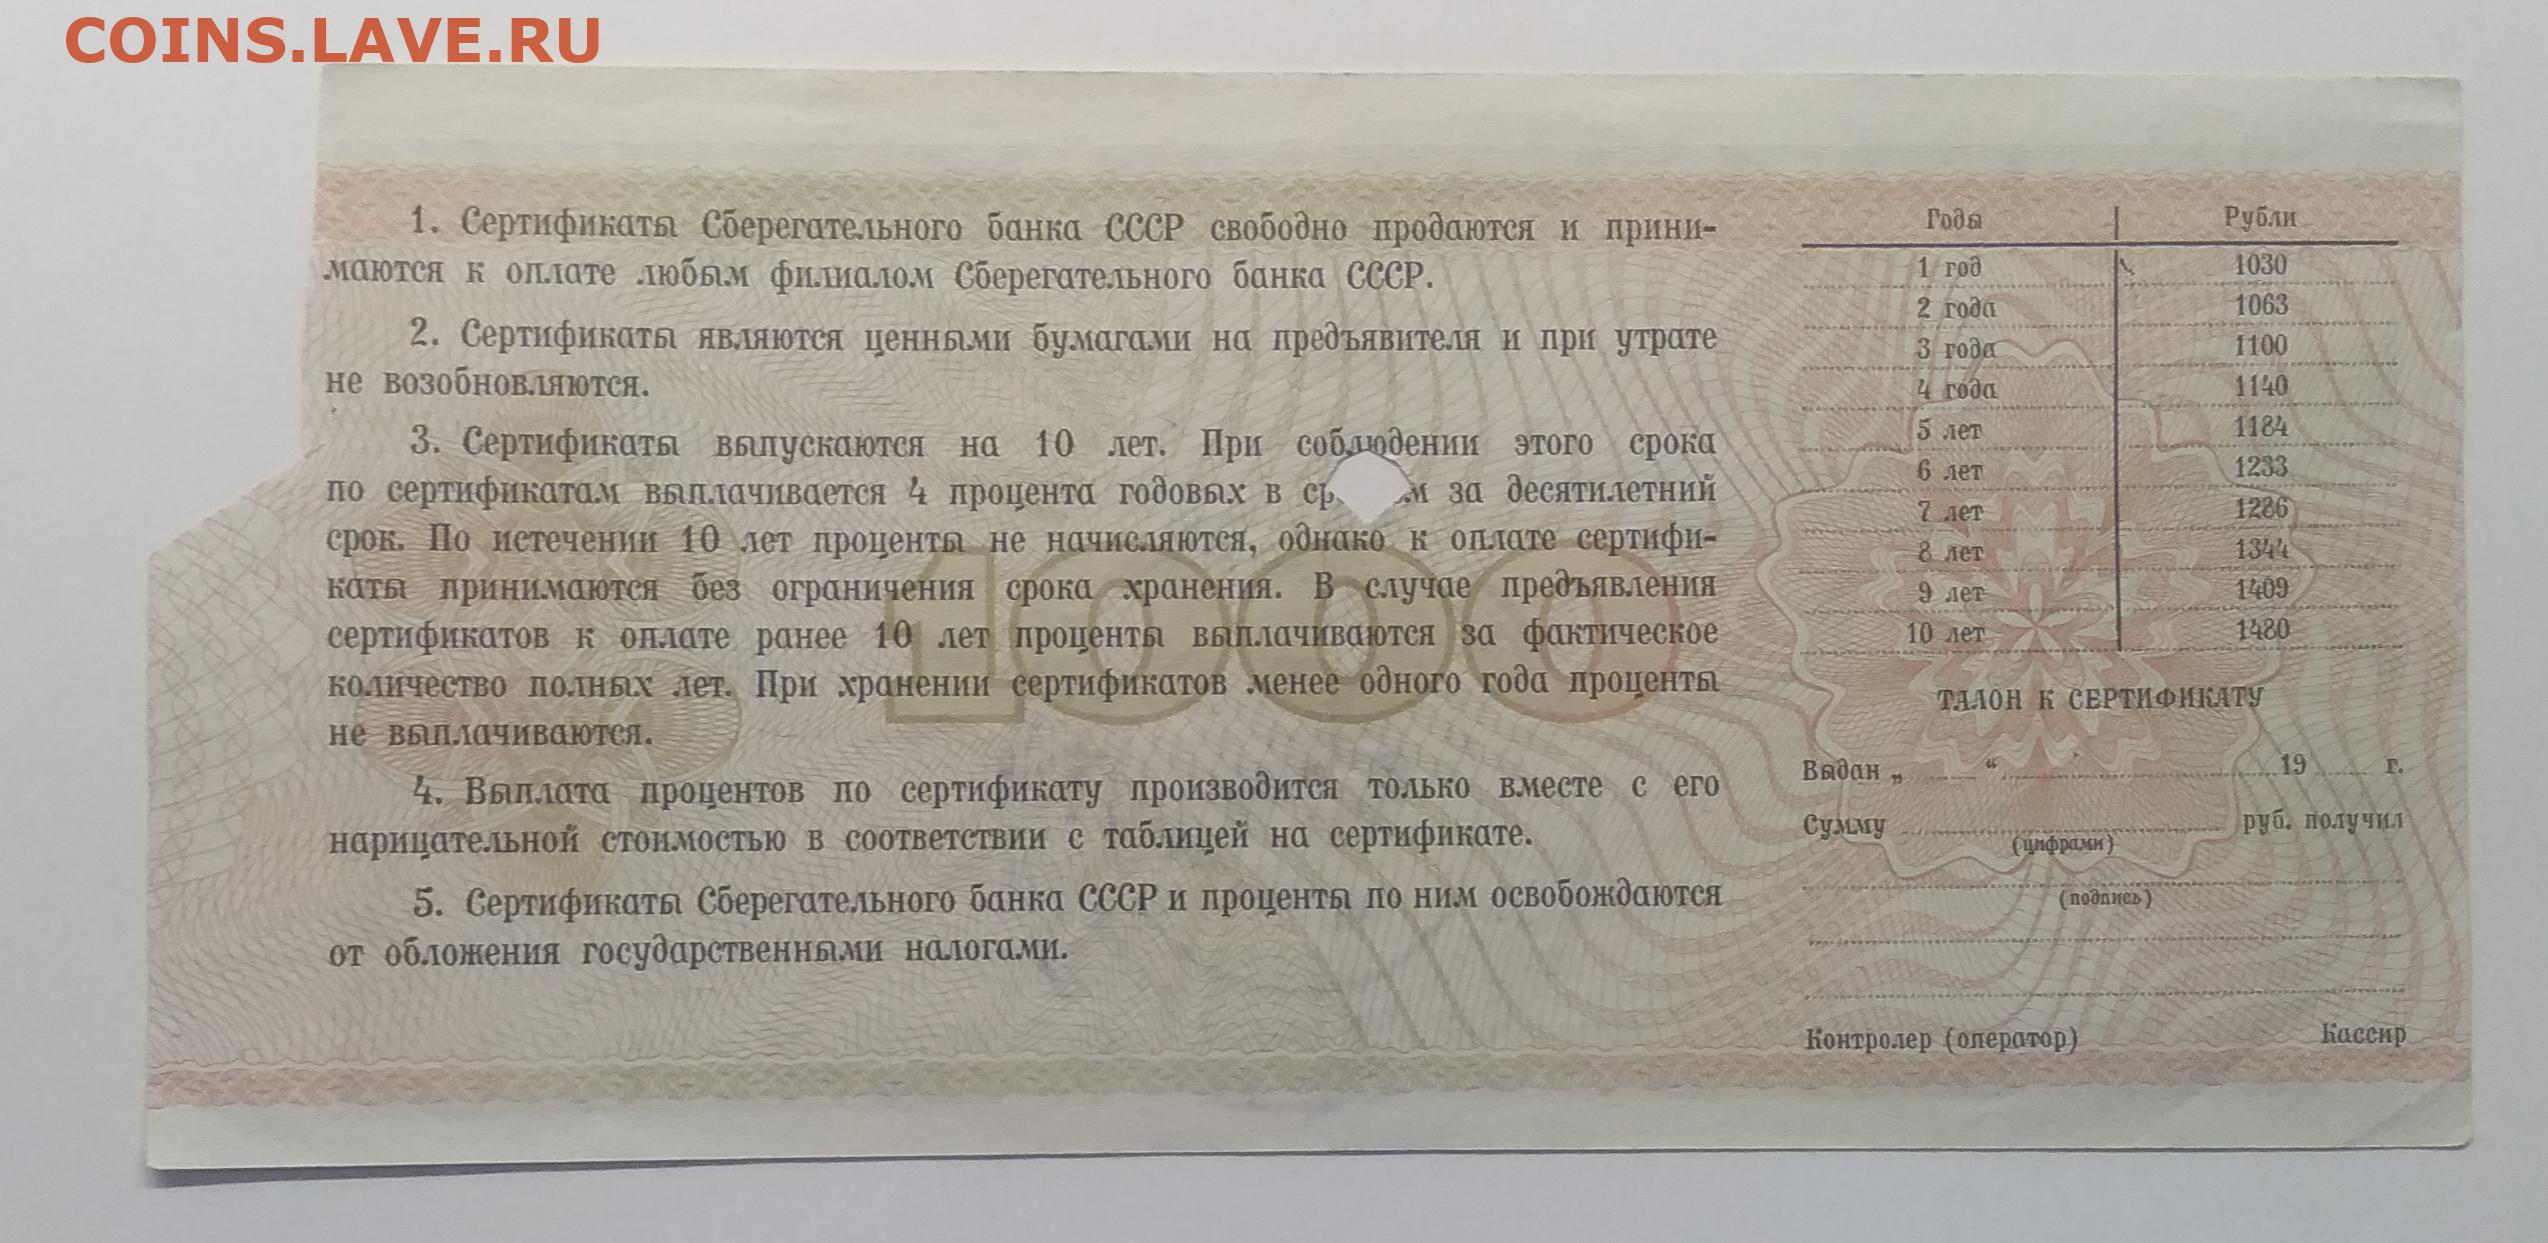 COINS.LAVE.RU
1. Сертификаты Сберегательного банка СССР свободно продаются и прини-
маются к оплате любым филиалом Сберегательного банка СССР.
2. Сертификаты являются ценными бумагами на предъявителя и при утрате
не возобновляются.
3. Сертификаты выпускаются на 10 лет. При соблюдении этого срока
по сертификатам выплачивается 4 процента годовых в за десятилетний
срок. По истечении 10 лет проценты не начисляются, однако к оплате сертифи-
каты принимаются без ограничения срока хранения. В случае предъявления
сертификатов к оплате ранее 10 лет проценты выплачиваются за фактическое
количество полных лет. При хранении сертификатов менее одного года проценты
не выплачиваются.
4. Выплата процентов по сертификату производится только вместе с его
нарицательной стоимостью в соответствии с таблицей на сертификате.
5. Сертификаты Сберегательного банка СССР и проценты по ним освобождаются
от обложения государственными налогами.
1000
Годы | Рубли
1 год 1030
2 года 1063
3 года 1100
4 года 1140
5 лет 1184
6 лет 1233
7 лет 1286
8 лет 1344
9 лет 1409
10 лет 1480
ТАЛОН К СЕРТИФИКАТУ
Выдан „ “ 19 г.
Сумму руб. получил
(цифрами)
(подпись)
Контролер (оператор) Кассир